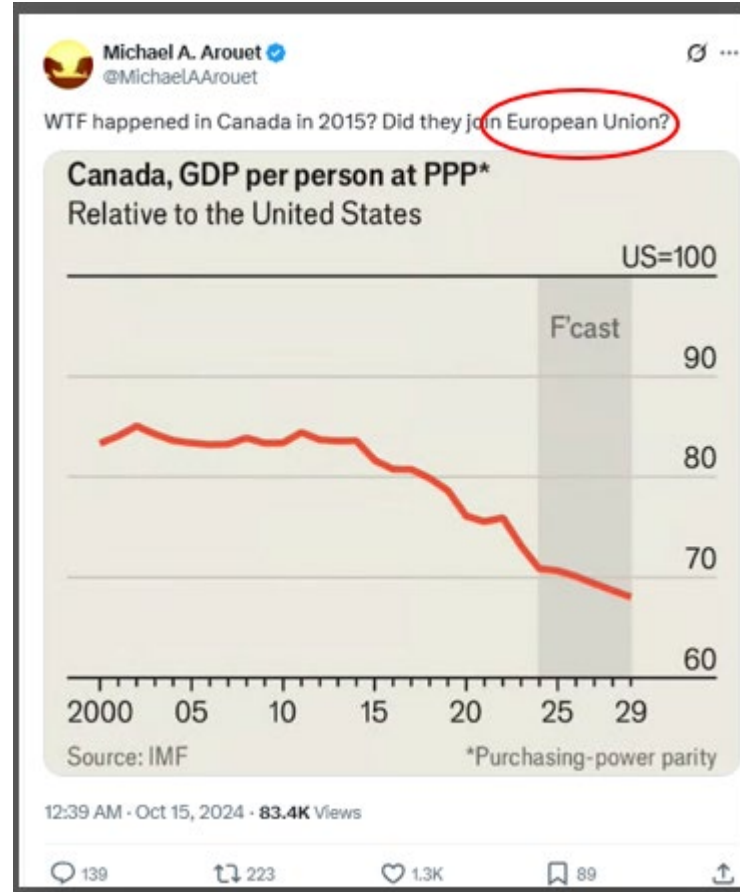 Michael A. Arouet
@MichaelAArouet
WTF happened in Canada in 2015? Did they join European Union?
Canada, GDP per person at PPP*
Relative to the United States
US=100
F'cast
90
80
70
60
2000 05 10 15 20 25 29
Source: IMF *Purchasing-power parity
12:39 AM · Oct 15, 2024 · 83.4K Views
139 223 1.3K 89